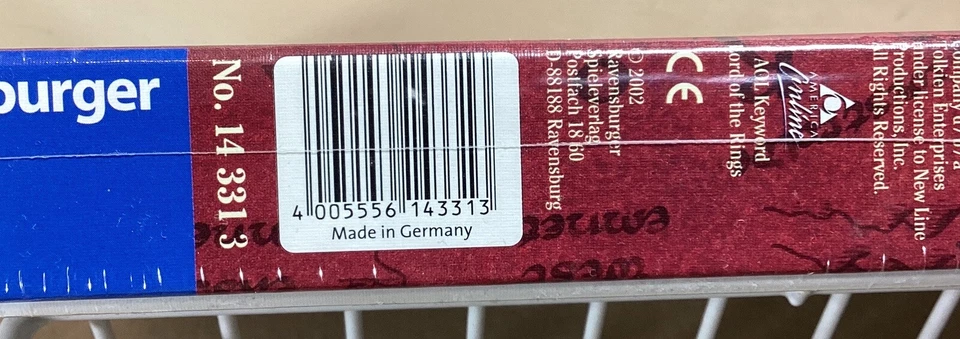 burger
No. 14 331 3
4 005556 143313
Made in Germany
© 2002
Ravensburger
Spieleverlag
Postfach 18 60
D-88188 Ravensburg
CE
AMERICA
Online
AOL Keyword
Lord of the Rings
Tolkien Enterprises
under license to New Line
Productions, Inc.
All Rights Reserved.